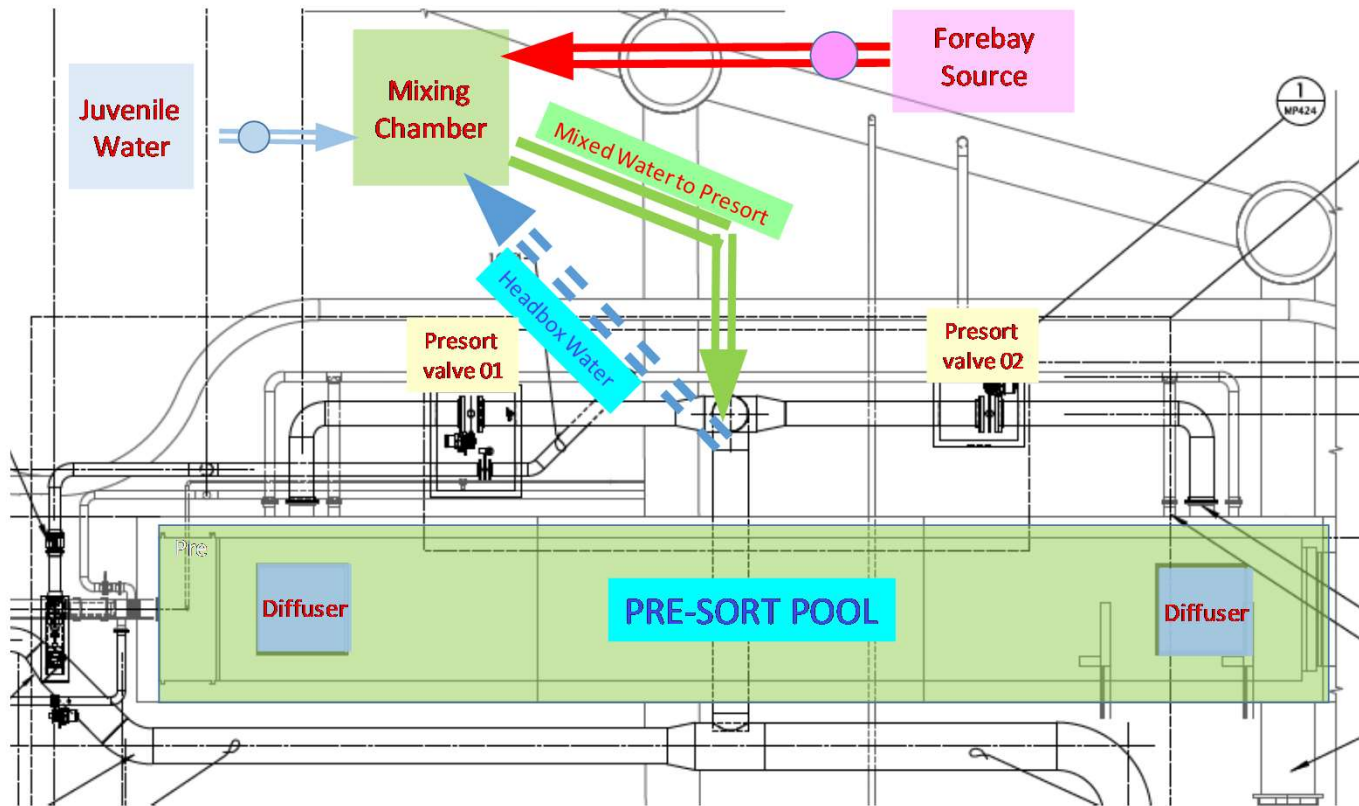 Forebay
Source
Mixing
Chamber
Juvenile
Water
1
MP424
Mixed Water to Presort
Headbox Water
Presort
valve 01
Presort
valve 02
Pre
Diffuser
PRE-SORT POOL
Diffuser